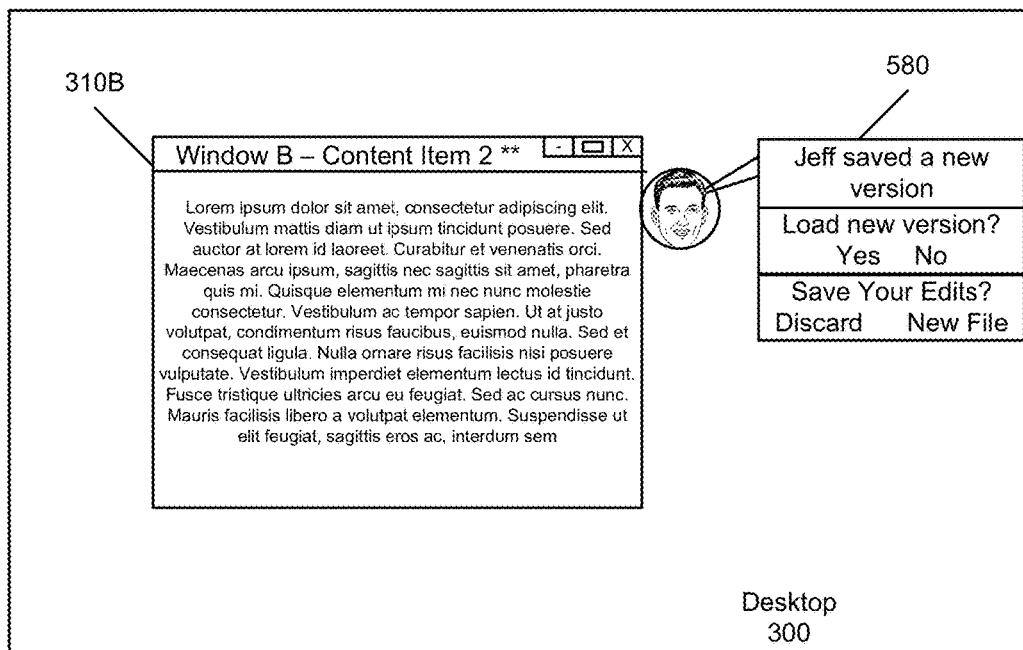 310B
580
Window B – Content Item 2 **
- X
Lorem ipsum dolor sit amet, consectetur adipiscing elit.
Vestibulum mattis diam ut ipsum tincidunt posuere. Sed
auctor at lorem id laoreet. Curabitur et venenatis orci.
Maecenas arcu ipsum, sagittis nec sagittis sit amet, pharetra
quis mi. Quisque elementum mi nec nunc molestie
consectetur. Vestibulum ac tempor sapien. Ut at justo
volutpat, condimentum risus faucibus, euismod nulla. Sed et
consequat ligula. Nulla ornare risus facilisis nisi posuere
vulputate. Vestibulum imperdiet elementum lectus id tincidunt.
Fusce tristique ultricies arcu eu feugiat. Sed ac cursus nunc.
Mauris facilisis libero a volutpat elementum. Suspendisse ut
elit feugiat, sagittis eros ac, interdum sem
Jeff saved a new
version
Load new version?
Yes No
Save Your Edits?
Discard New File
Desktop
300